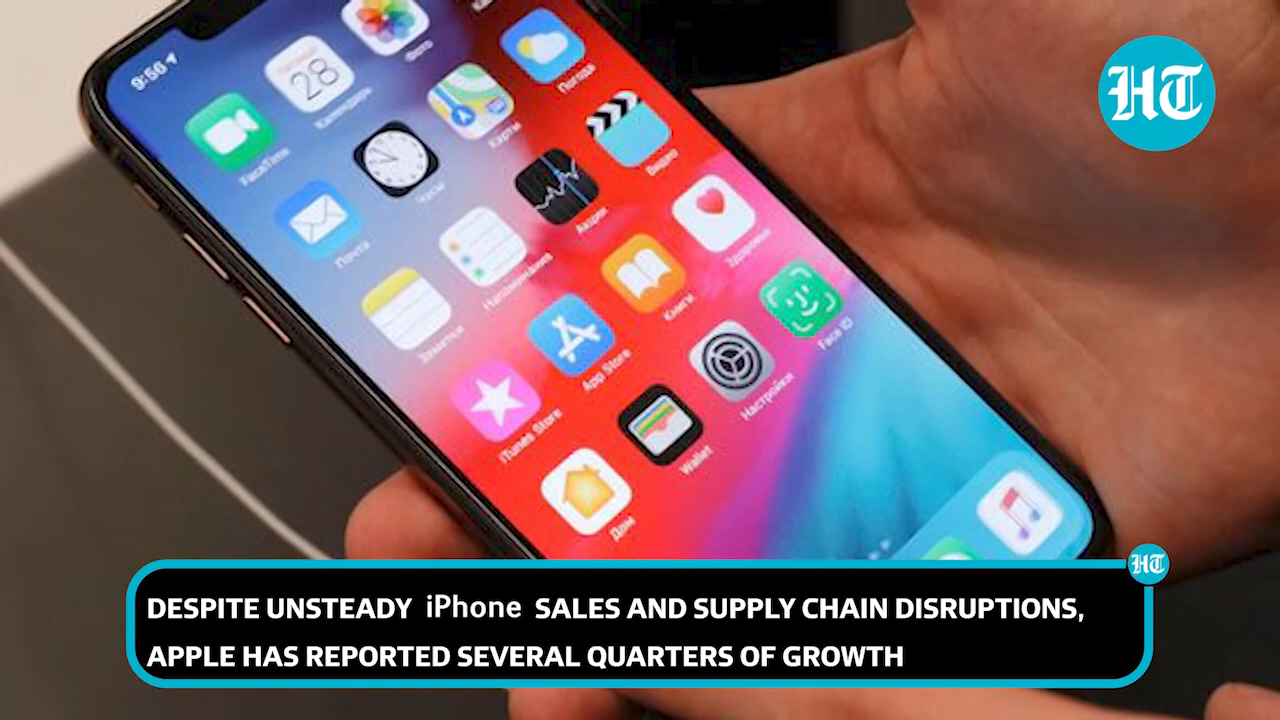 HT
9:56
28
Фото
Календарь
Погода
FaceTime
Карты
Часы
Видео
Почта
Акции
Напоминания
Здоровье
Заметки
Книги
App Store
Face ID
iTunes Store
Настройки
Wallet
Дом
HT
DESPITE UNSTEADY iPhone SALES AND SUPPLY CHAIN DISRUPTIONS,
APPLE HAS REPORTED SEVERAL QUARTERS OF GROWTH